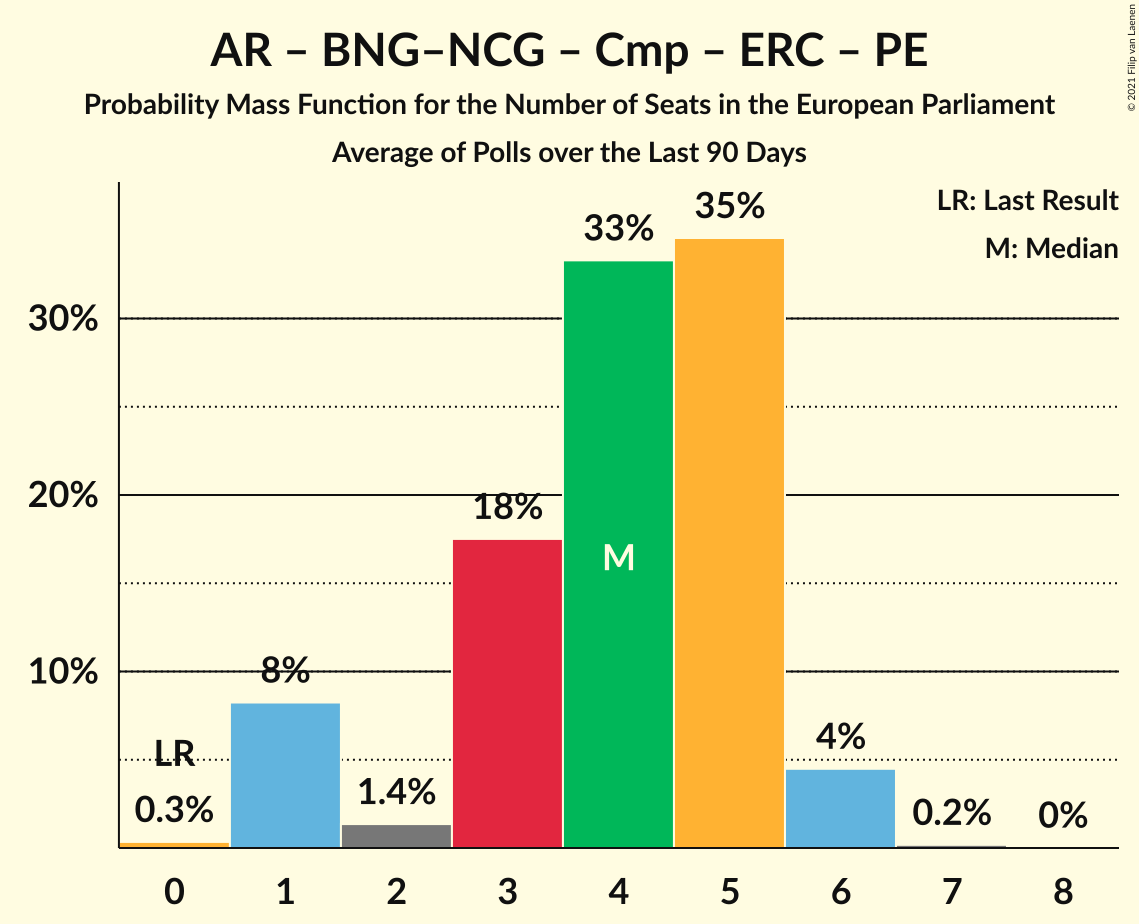 AR – BNG–NCG – Cmp – ERC – PE
Probability Mass Function for the Number of Seats in the European Parliament
Average of Polls over the Last 90 Days
© 2021 Filip van Laenen
LR: Last Result
M: Median
30%
20%
10%
LR
0.3%
8%
1.4%
18%
33%
M
35%
4%
0.2%
0%
0 1 2 3 4 5 6 7 8